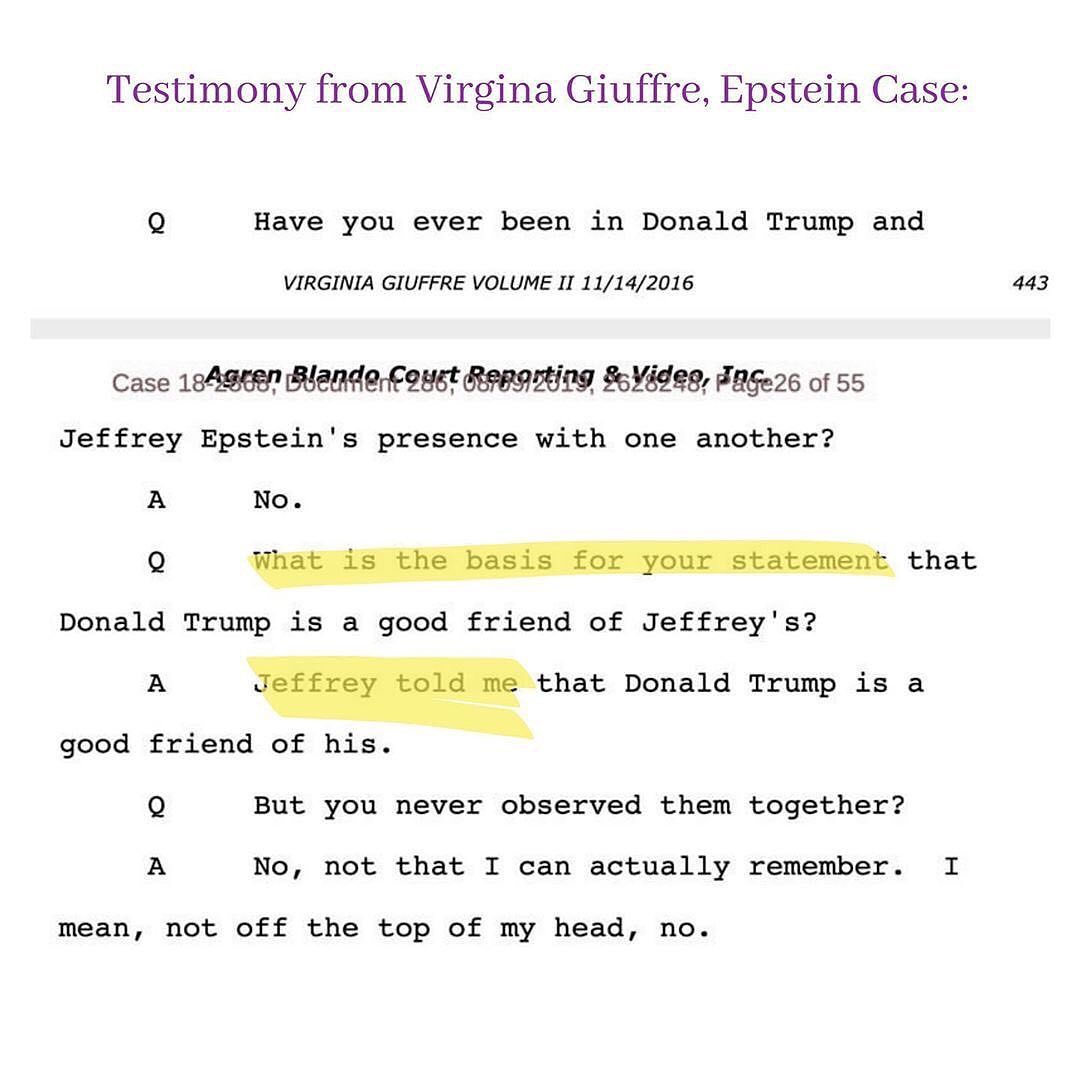 Testimony from Virgina Giuffre, Epstein Case:
Q Have you ever been in Donald Trump and
VIRGINIA GIUFFRE VOLUME II 11/14/2016 443
Agren Blando Court Reporting & Video, Inc.
Case 18-2868, Document 286, 08/09/2019, 2628248, Page26 of 55
Jeffrey Epstein's presence with one another?
A No.
Q What is the basis for your statement that
Donald Trump is a good friend of Jeffrey's?
A Jeffrey told me that Donald Trump is a
good friend of his.
Q But you never observed them together?
A No, not that I can actually remember. I
mean, not off the top of my head, no.